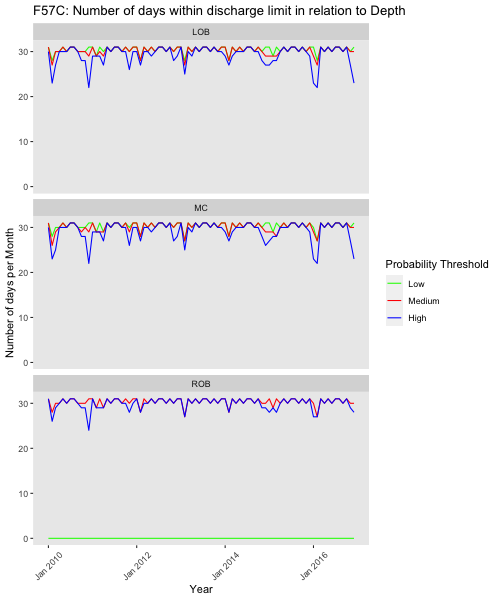 F57C: Number of days within discharge limit in relation to Depth
LOB
30
20
10
0
MC
30
20
10
0
ROB
30
20
10
0
Number of days per Month
Jan 2010
Jan 2012
Jan 2014
Jan 2016
Year
Probability Threshold
Low
Medium
High